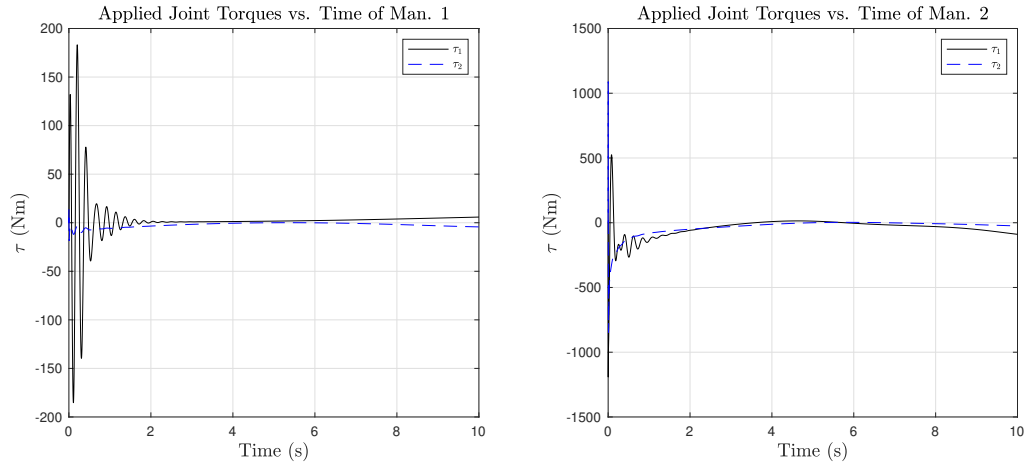 Applied Joint Torques vs. Time of Man. 1
200
150
100
50
0
-50
-100
-150
-200
τ (Nm)
τ₁
τ₂
0 2 4 6 8 10
Time (s)
Applied Joint Torques vs. Time of Man. 2
1500
1000
500
0
-500
-1000
-1500
τ (Nm)
τ₁
τ₂
0 2 4 6 8 10
Time (s)